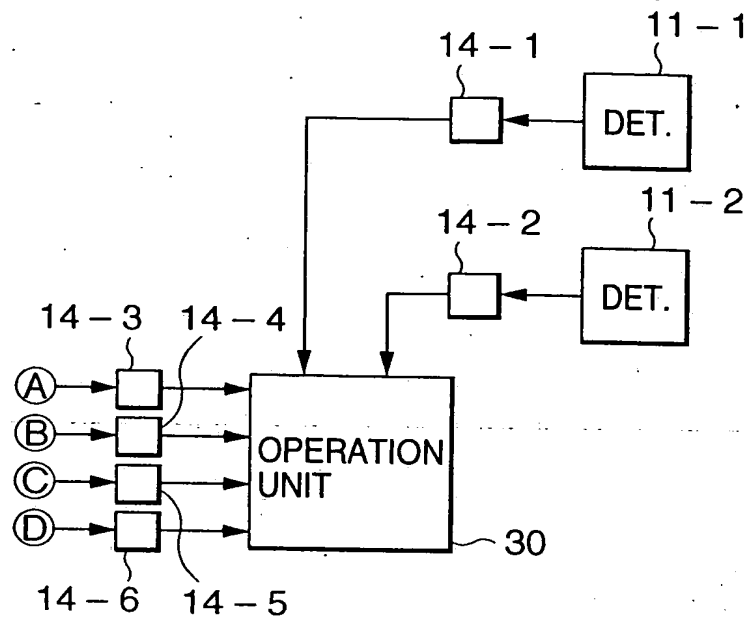 11-1
14-1
DET.
11-2
14-2
DET.
14-3
14-4
A
B
C
D
OPERATION
UNIT
30
14-6
14-5